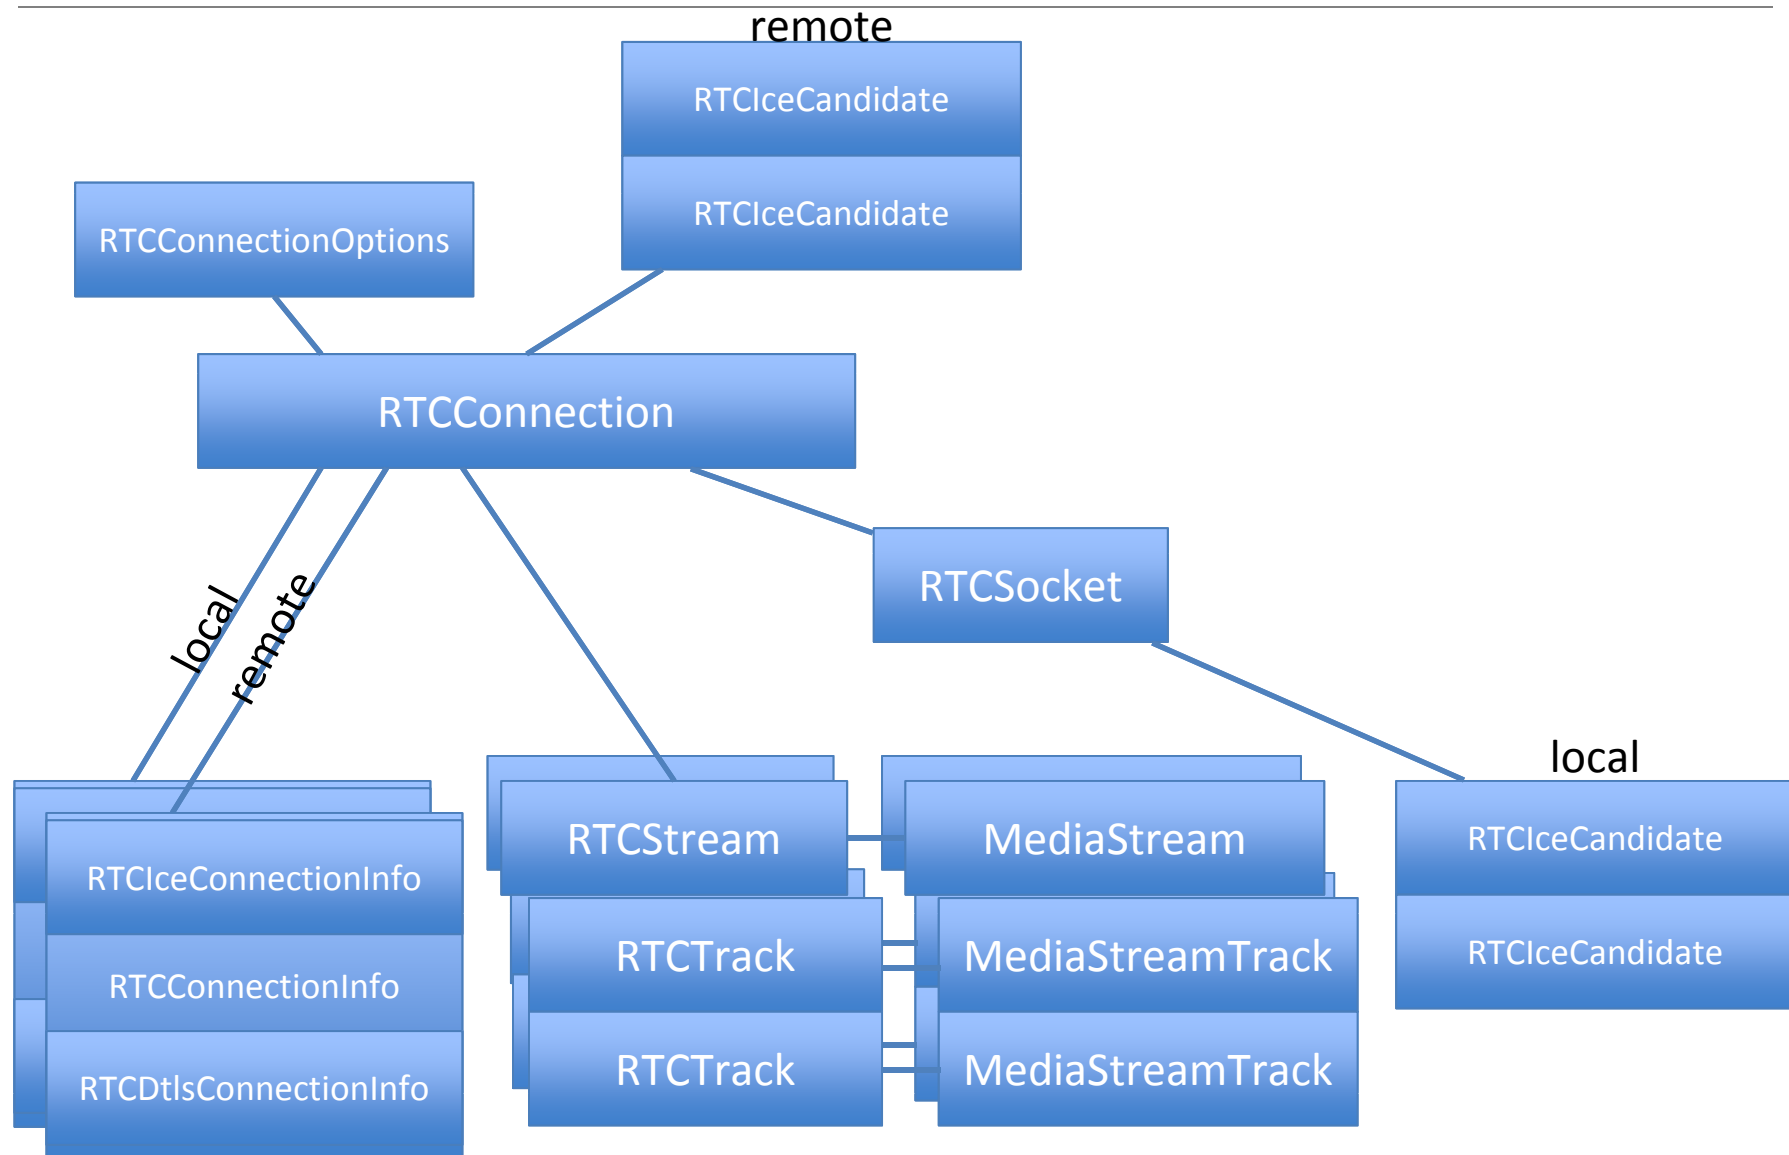 remote
RTCIceCandidate
RTCIceCandidate
RTCConnectionOptions
RTCConnection
RTCSocket
local
remote
local
RTCStream
MediaStream
RTCIceCandidate
RTCIceConnectionInfo
RTCTrack
MediaStreamTrack
RTCIceCandidate
RTCConnectionInfo
RTCTrack
MediaStreamTrack
RTCDtlsConnectionInfo